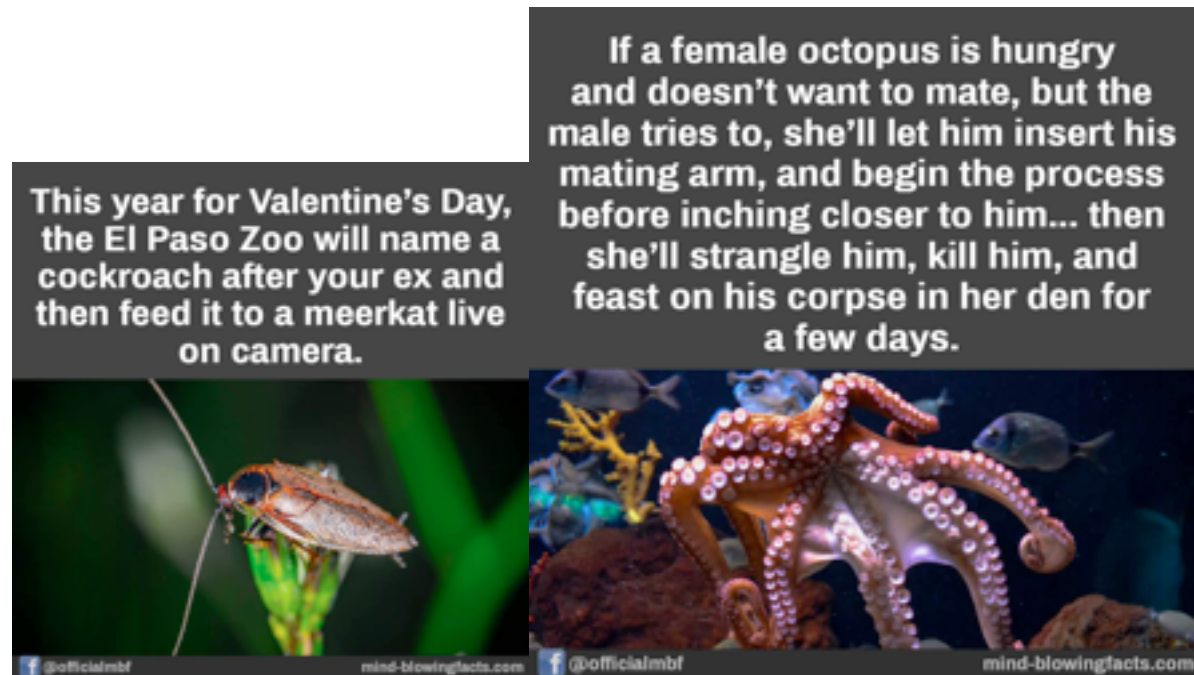 This year for Valentine's Day,
the El Paso Zoo will name a
cockroach after your ex and
then feed it to a meerkat live
on camera.
@officialmbf
mind-blowingfacts.com
If a female octopus is hungry
and doesn't want to mate, but the
male tries to, she'll let him insert his
mating arm, and begin the process
before inching closer to him... then
she'll strangle him, kill him, and
feast on his corpse in her den for
a few days.
@officialmbf
mind-blowingfacts.com